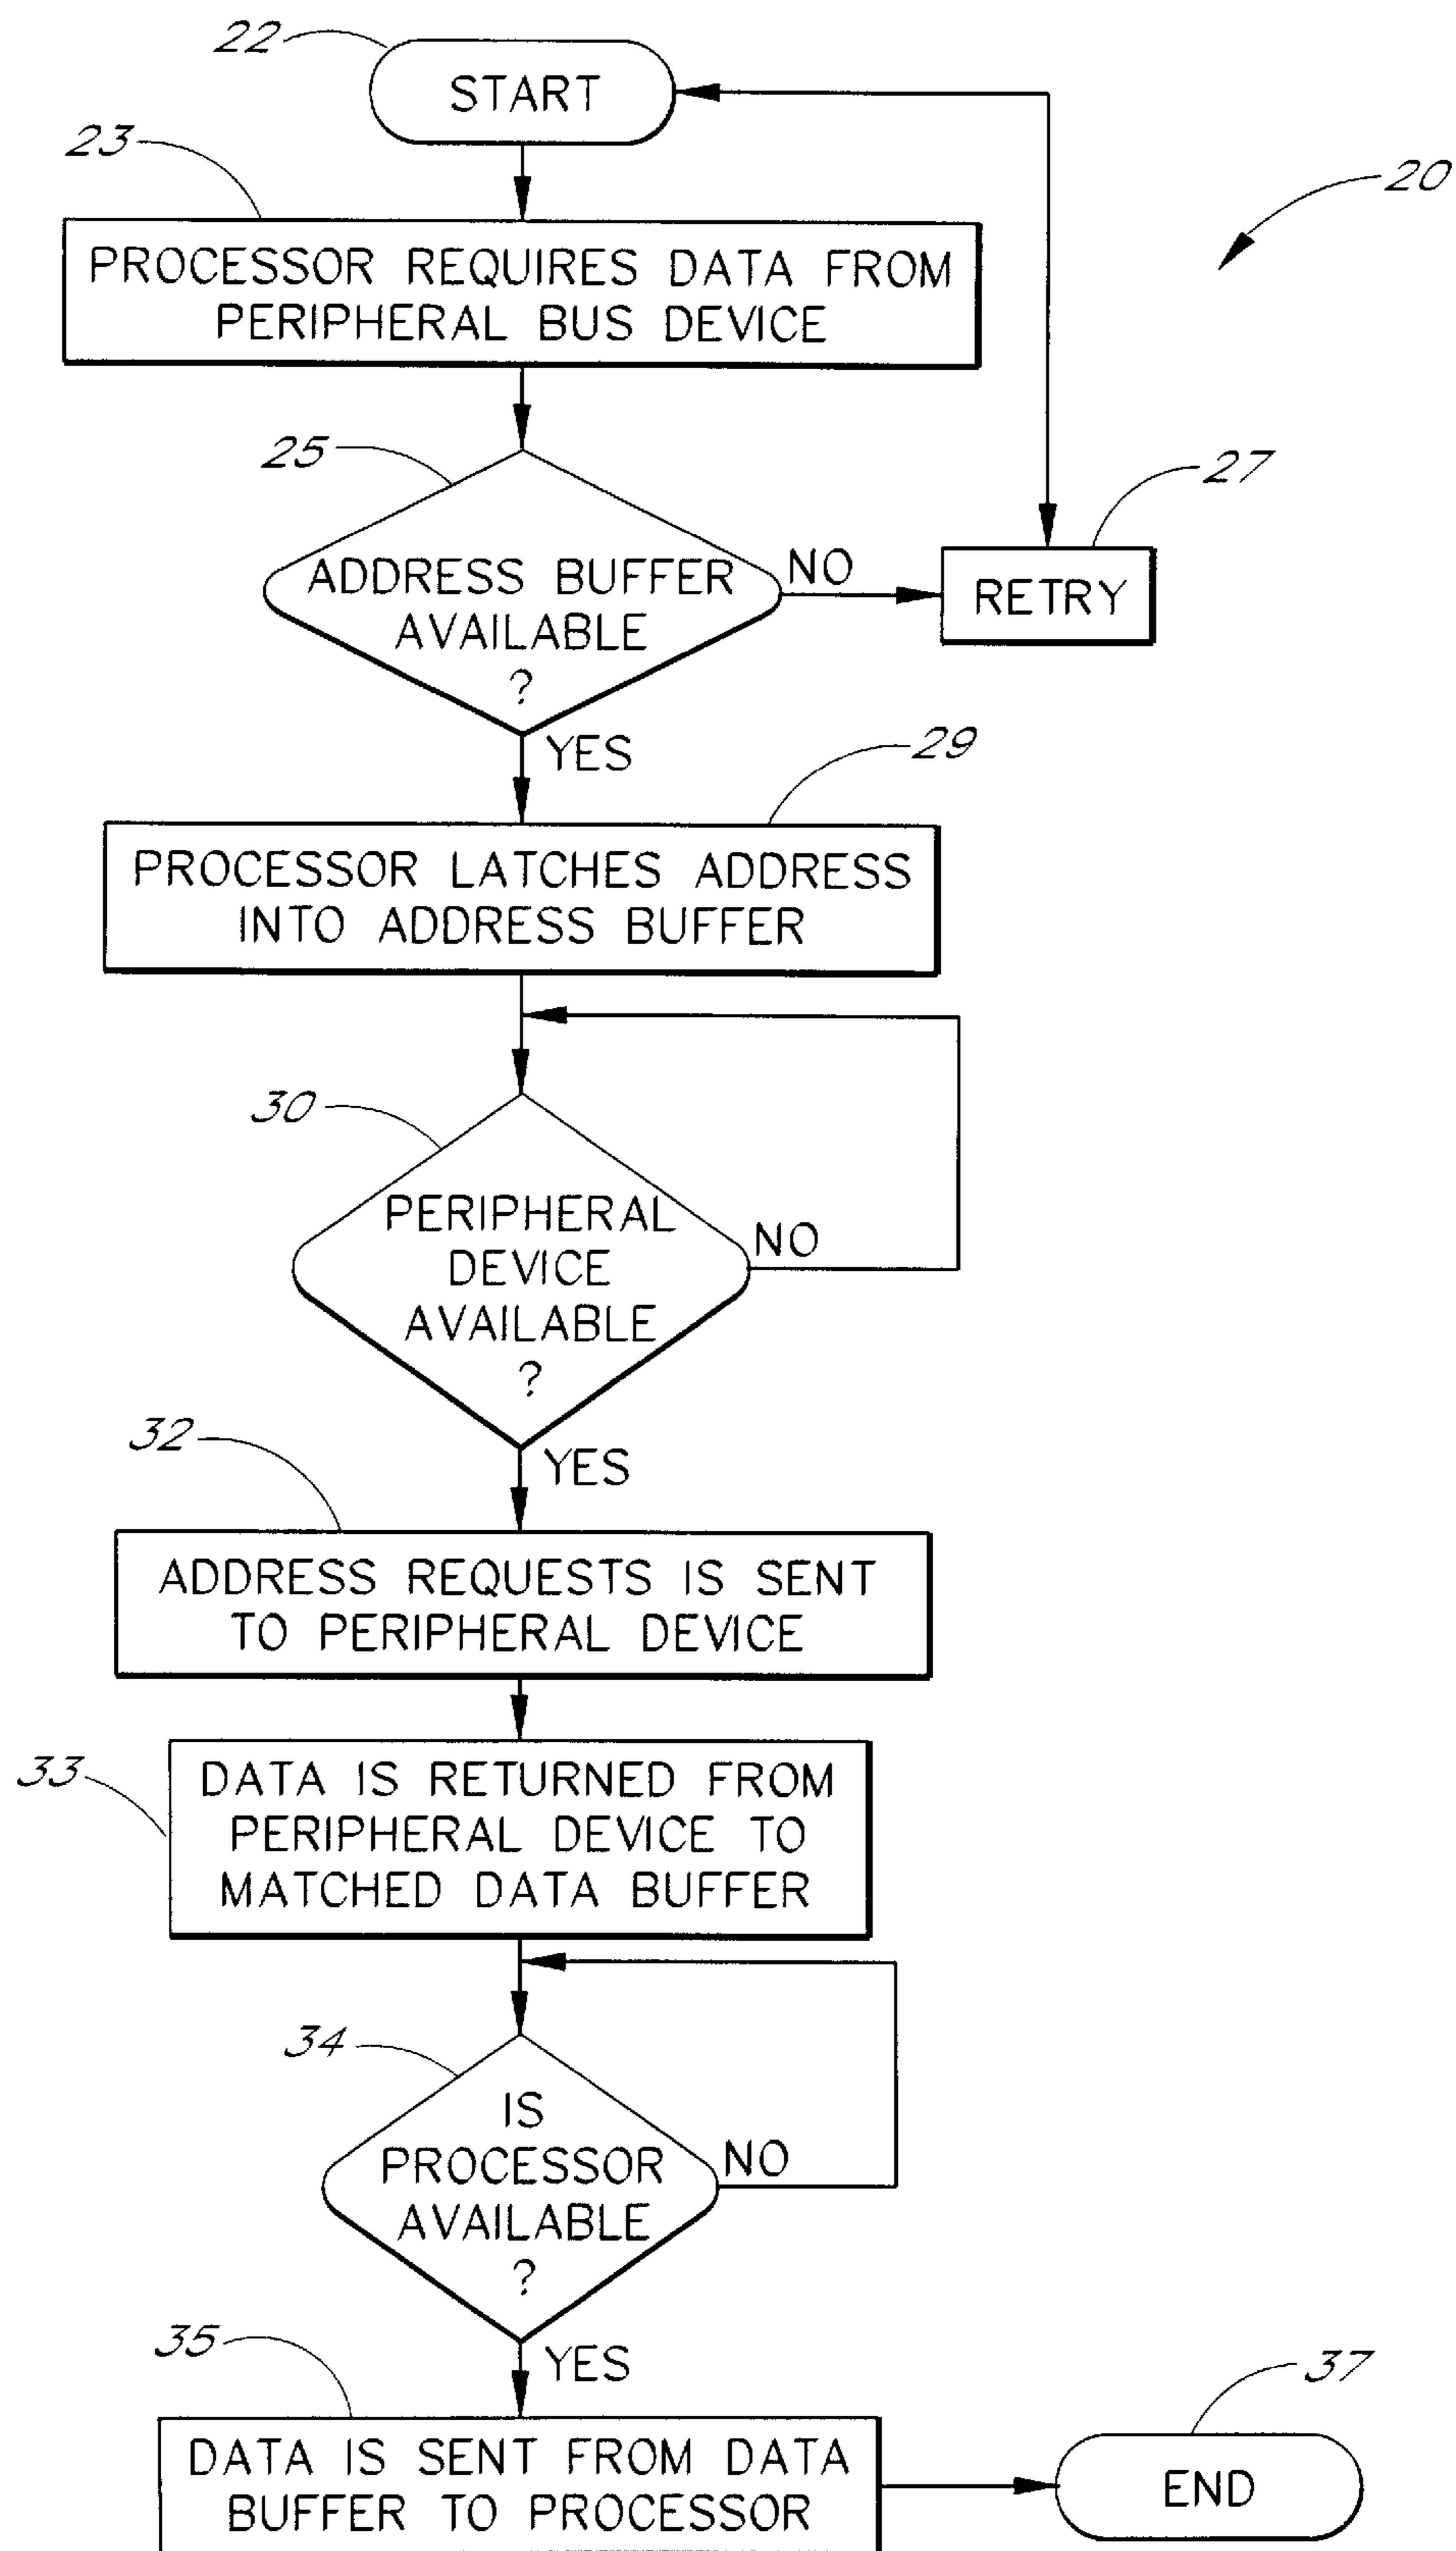 22
START
23
20
PROCESSOR REQUIRES DATA FROM
PERIPHERAL BUS DEVICE
25
27
ADDRESS BUFFER
AVAILABLE
?
NO
RETRY
YES
29
PROCESSOR LATCHES ADDRESS
INTO ADDRESS BUFFER
30
PERIPHERAL
DEVICE
AVAILABLE
?
NO
YES
32
ADDRESS REQUESTS IS SENT
TO PERIPHERAL DEVICE
33
DATA IS RETURNED FROM
PERIPHERAL DEVICE TO
MATCHED DATA BUFFER
34
IS
PROCESSOR
AVAILABLE
?
NO
YES
35
37
DATA IS SENT FROM DATA
BUFFER TO PROCESSOR
END